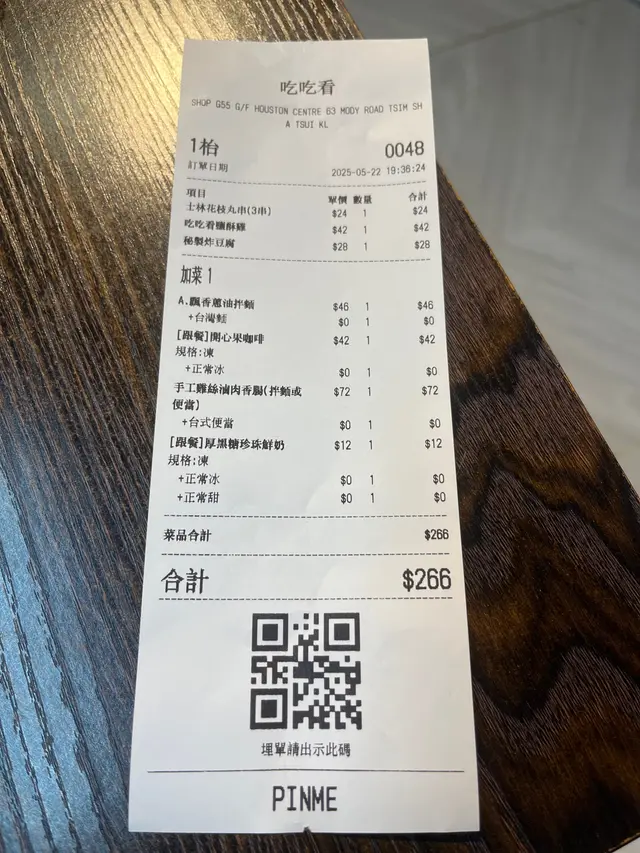 吃吃看
SHOP G55 G/F HOUSTON CENTRE 63 MODY ROAD TSIM SH
A TSUI KL
1枱 0048
訂單日期 2025-05-22 19:36:24
項目 單價 數量 合計
士林花枝丸串(3串) $24 1 $24
吃吃看鹽酥雞 $42 1 $42
秘製炸豆腐 $28 1 $28
加菜 1
A.飄香蔥油拌麵 $46 1 $46
+台灣麵 $0 1 $0
[跟餐]開心果咖啡 $42 1 $42
規格:凍
+正常冰 $0 1 $0
手工雞絲滷肉香腸(拌麵或 $72 1 $72
便當)
+台式便當 $0 1 $0
[跟餐]厚黑糖珍珠鮮奶 $12 1 $12
規格:凍
+正常冰 $0 1 $0
+正常甜 $0 1 $0
菜品合計 $266
合計 $266
埋單請出示此碼
PINME